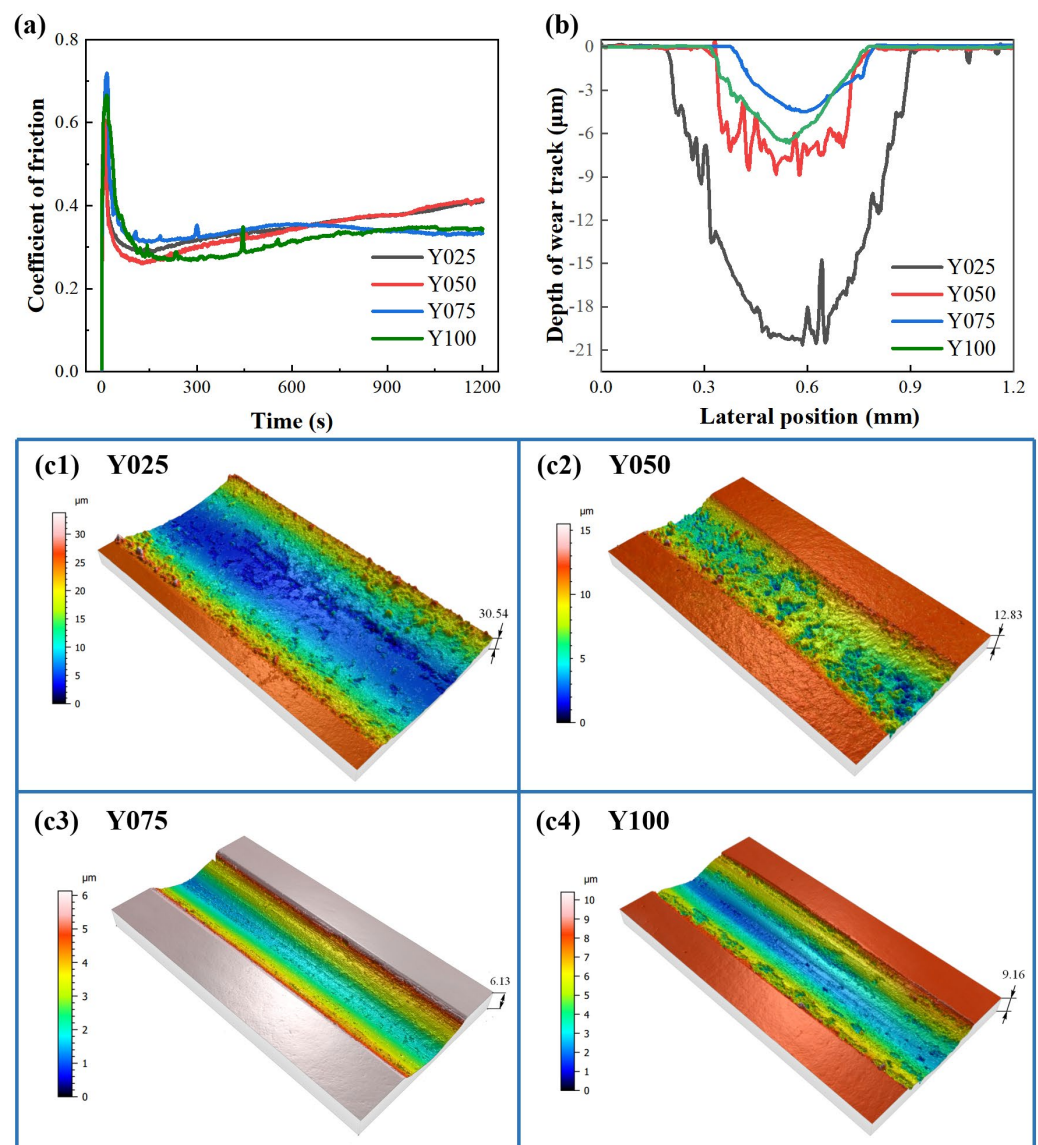 (a)
0.8
0.6
0.4
0.2
0.0
Coefficient of friction
Y025
Y050
Y075
Y100
0 300 600 900 1200
Time (s)
(b)
0
-3
-6
-9
-12
-15
-18
-21
Depth of wear track (μm)
Y025
Y050
Y075
Y100
0.0 0.3 0.6 0.9 1.2
Lateral position (mm)
(c1) Y025
μm
30
25
20
15
10
5
0
30.54
(c2) Y050
μm
15
10
5
0
12.83
(c3) Y075
μm
6
5
4
3
2
1
0
6.13
(c4) Y100
μm
10
9
8
7
6
5
4
3
2
1
0
9.16